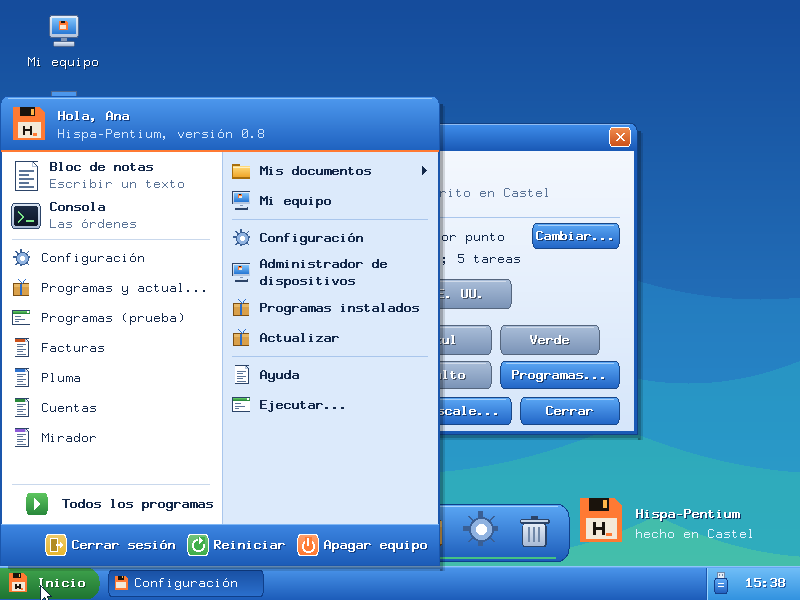 Mi equipo
Hola, Ana
Hispa-Pentium, versión 0.8
Bloc de notas
Escribir un texto
Consola
Las órdenes
Configuración
Programas y actual...
Programas (prueba)
Facturas
Pluma
Cuentas
Mirador
Todos los programas
Mis documentos
Mi equipo
Configuración
Administrador de
dispositivos
Programas instalados
Actualizar
Ayuda
Ejecutar...
Cerrar sesión
Reiniciar
Apagar equipo
rito en Castel
or punto
Cambiar...
; 5 tareas
E. UU.
ul
Verde
lto
Programas...
scale...
Cerrar
H.
Hispa-Pentium
hecho en Castel
Inicio
Configuración
15:38